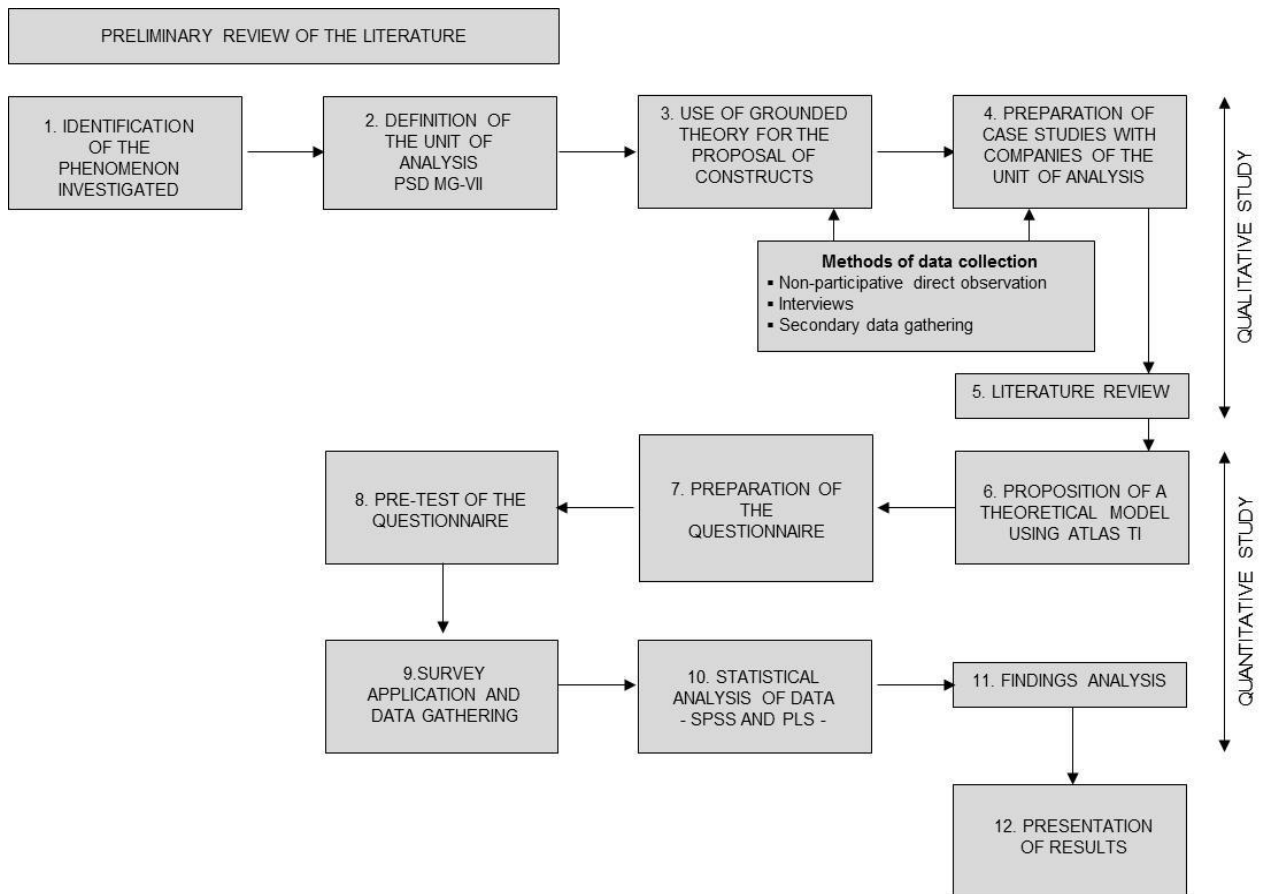 PRELIMINARY REVIEW OF THE LITERATURE
1. IDENTIFICATION
OF THE
PHENOMENON
INVESTIGATED
2. DEFINITION OF
THE UNIT OF
ANALYSIS
PSD MG-VII
3. USE OF GROUNDED
THEORY FOR THE
PROPOSAL OF
CONSTRUCTS
4. PREPARATION OF
CASE STUDIES WITH
COMPANIES OF THE
UNIT OF ANALYSIS
Methods of data collection
▪ Non-participative direct observation
▪ Interviews
▪ Secondary data gathering
5. LITERATURE REVIEW
QUALITATIVE STUDY
6. PROPOSITION OF A
THEORETICAL MODEL
USING ATLAS TI
7. PREPARATION OF
THE
QUESTIONNAIRE
8. PRE-TEST OF THE
QUESTIONNAIRE
9.SURVEY
APPLICATION AND
DATA GATHERING
10. STATISTICAL
ANALYSIS OF DATA
- SPSS AND PLS -
11. FINDINGS ANALYSIS
QUANTITATIVE STUDY
12. PRESENTATION
OF RESULTS